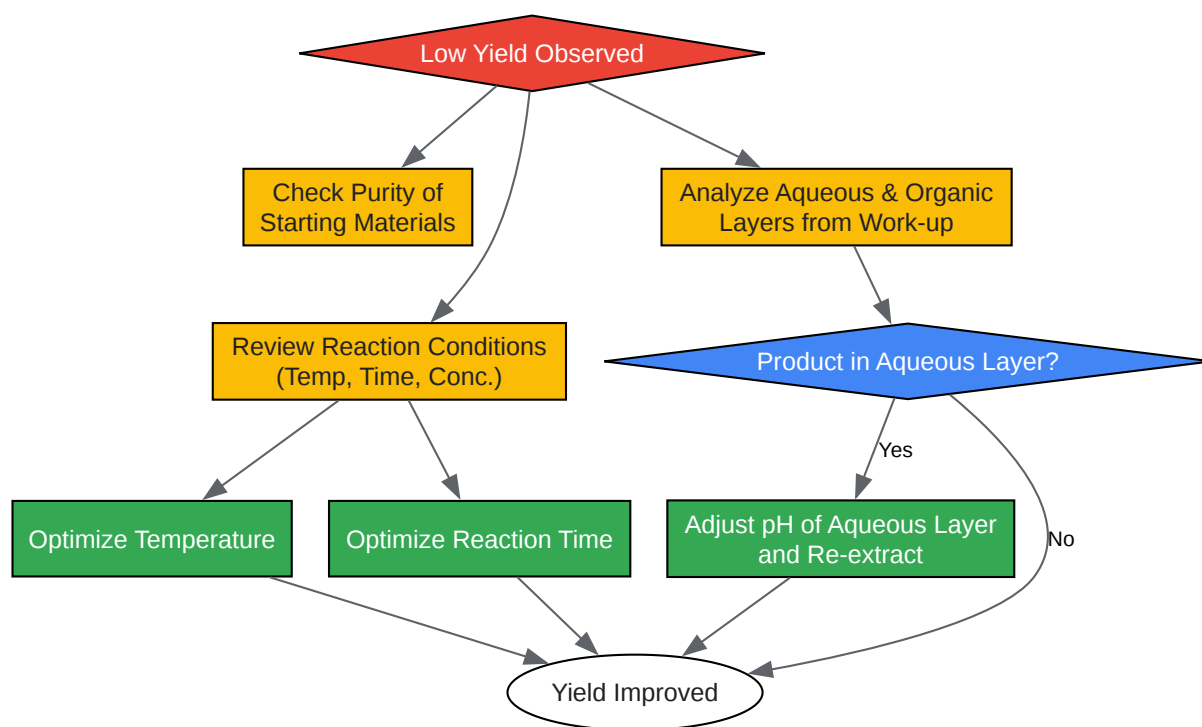 Low Yield Observed
Check Purity of
Starting Materials
Analyze Aqueous & Organic
Layers from Work-up
Review Reaction Conditions
(Temp, Time, Conc.)
Product in Aqueous Layer?
Yes
No
Optimize Temperature
Optimize Reaction Time
Adjust pH of Aqueous Layer
and Re-extract
Yield Improved